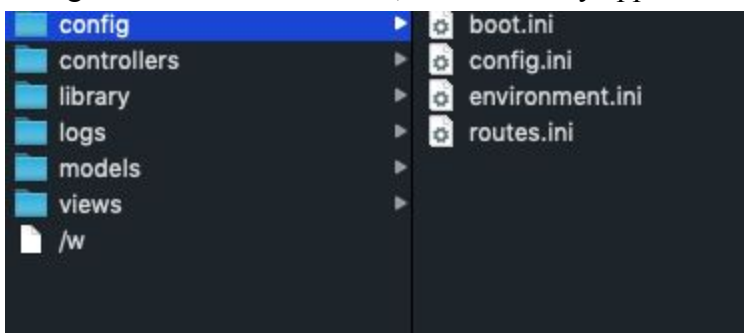 config
controllers
library
logs
models
views
/w
boot.ini
config.ini
environment.ini
routes.ini